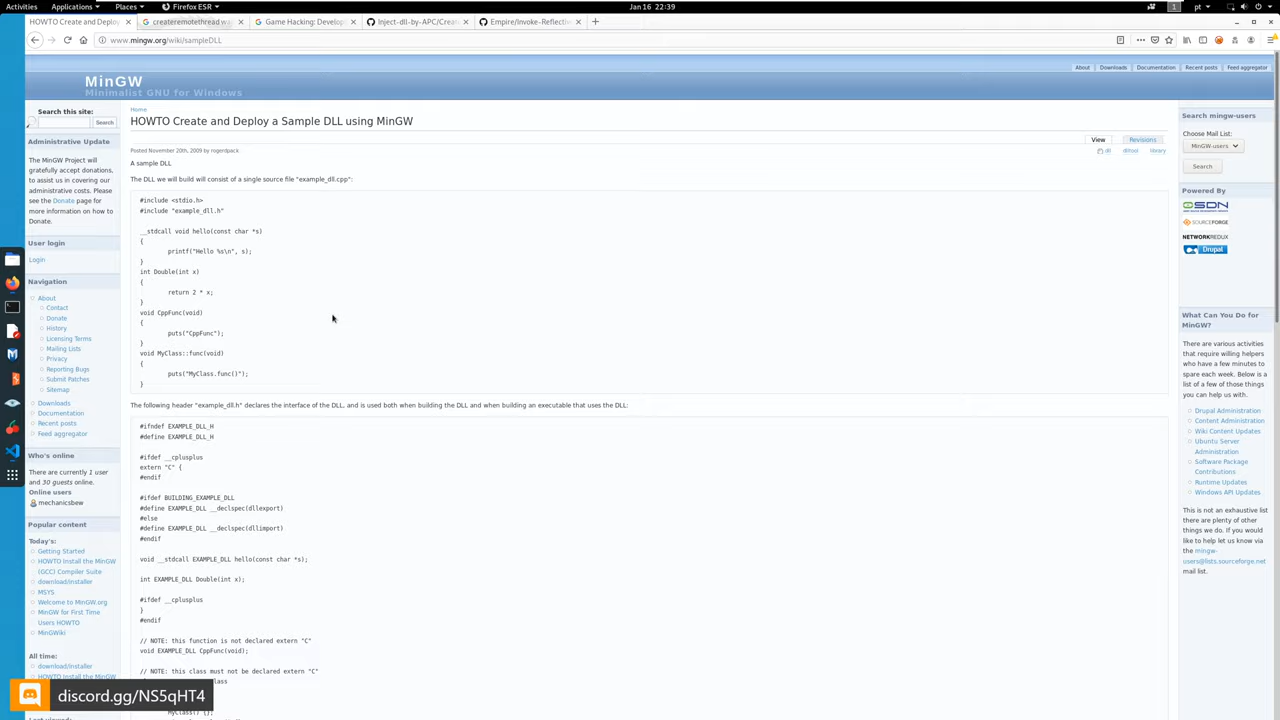 Activities
Applications
Places
Firefox ESR
Jan 16 22:39
1
pt
HOWTO Create and Deploy
createremotethread w
Game Hacking: Develop
Inject-dll-by-APC/Creat
Empire/Invoke-Reflectiv
www.mingw.org/wiki/sampleDLL
About
Downloads
Documentation
Recent posts
Feed aggregator
MinGW
Minimalist GNU for Windows
Search this site:
Search
Administrative Update
The MinGW Project will
gratefully accept donations,
to assist us in covering our
administrative costs. Please
see the Donate page for
more information on how to
Donate.
User login
Login
Navigation
About
Contact
Donate
History
Licensing Terms
Mailing Lists
Privacy
Reporting Bugs
Submit Patches
Sitemap
Downloads
Documentation
Recent posts
Feed aggregator
Who's online
There are currently 1 user
and 30 guests online.
Online users
mechanicsbew
Popular content
Today's:
Getting Started
HOWTO Install the MinGW
(GCC) Compiler Suite
download/installer
MSYS
Welcome to MinGW.org
MinGW for First Time
Users HOWTO
MinGWiki
All time:
download/installer
HOWTO Install the MinGW
Home
HOWTO Create and Deploy a Sample DLL using MinGW
View
Revisions
Posted November 20th, 2009 by rogerdpack
dll
dlltool
library
A sample DLL
The DLL we will build will consist of a single source file "example_dll.cpp":
#include <stdio.h>
#include "example_dll.h"
__stdcall void hello(const char *s)
{
printf("Hello %s\n", s);
}
int Double(int x)
{
return 2 * x;
}
void CppFunc(void)
{
puts("CppFunc");
}
void MyClass::func(void)
{
puts("MyClass.func()");
}
The following header "example_dll.h" declares the interface of the DLL, and is used both when building the DLL and when building an executable that uses the DLL:
#ifndef EXAMPLE_DLL_H
#define EXAMPLE_DLL_H
#ifdef __cplusplus
extern "C" {
#endif
#ifdef BUILDING_EXAMPLE_DLL
#define EXAMPLE_DLL __declspec(dllexport)
#else
#define EXAMPLE_DLL __declspec(dllimport)
#endif
void __stdcall EXAMPLE_DLL hello(const char *s);
int EXAMPLE_DLL Double(int x);
#ifdef __cplusplus
}
#endif
// NOTE: this function is not declared extern "C"
void EXAMPLE_DLL CppFunc(void);
// NOTE: this class must not be declared extern "C"
Search mingw-users
Choose Mail List:
MinGW-users
Search
Powered By
OSDN
SOURCEFORGE
NETWORKREDUX
Drupal
What Can You Do for
MinGW?
There are various activities
that require willing helpers
who have a few minutes to
spare each week. Below is a
list of a few of those things
you can help us with.
Drupal Administration
Content Administration
Wiki Content Updates
Ubuntu Server
Administration
Software Package
Contributions
Runtime Updates
Windows API Updates
This is not an exhaustive list
there are plenty of other
things we do. If you would
like to help let us know via
the mingw-
users@lists.sourceforge.net
mail list.
discord.gg/NS5qHT4